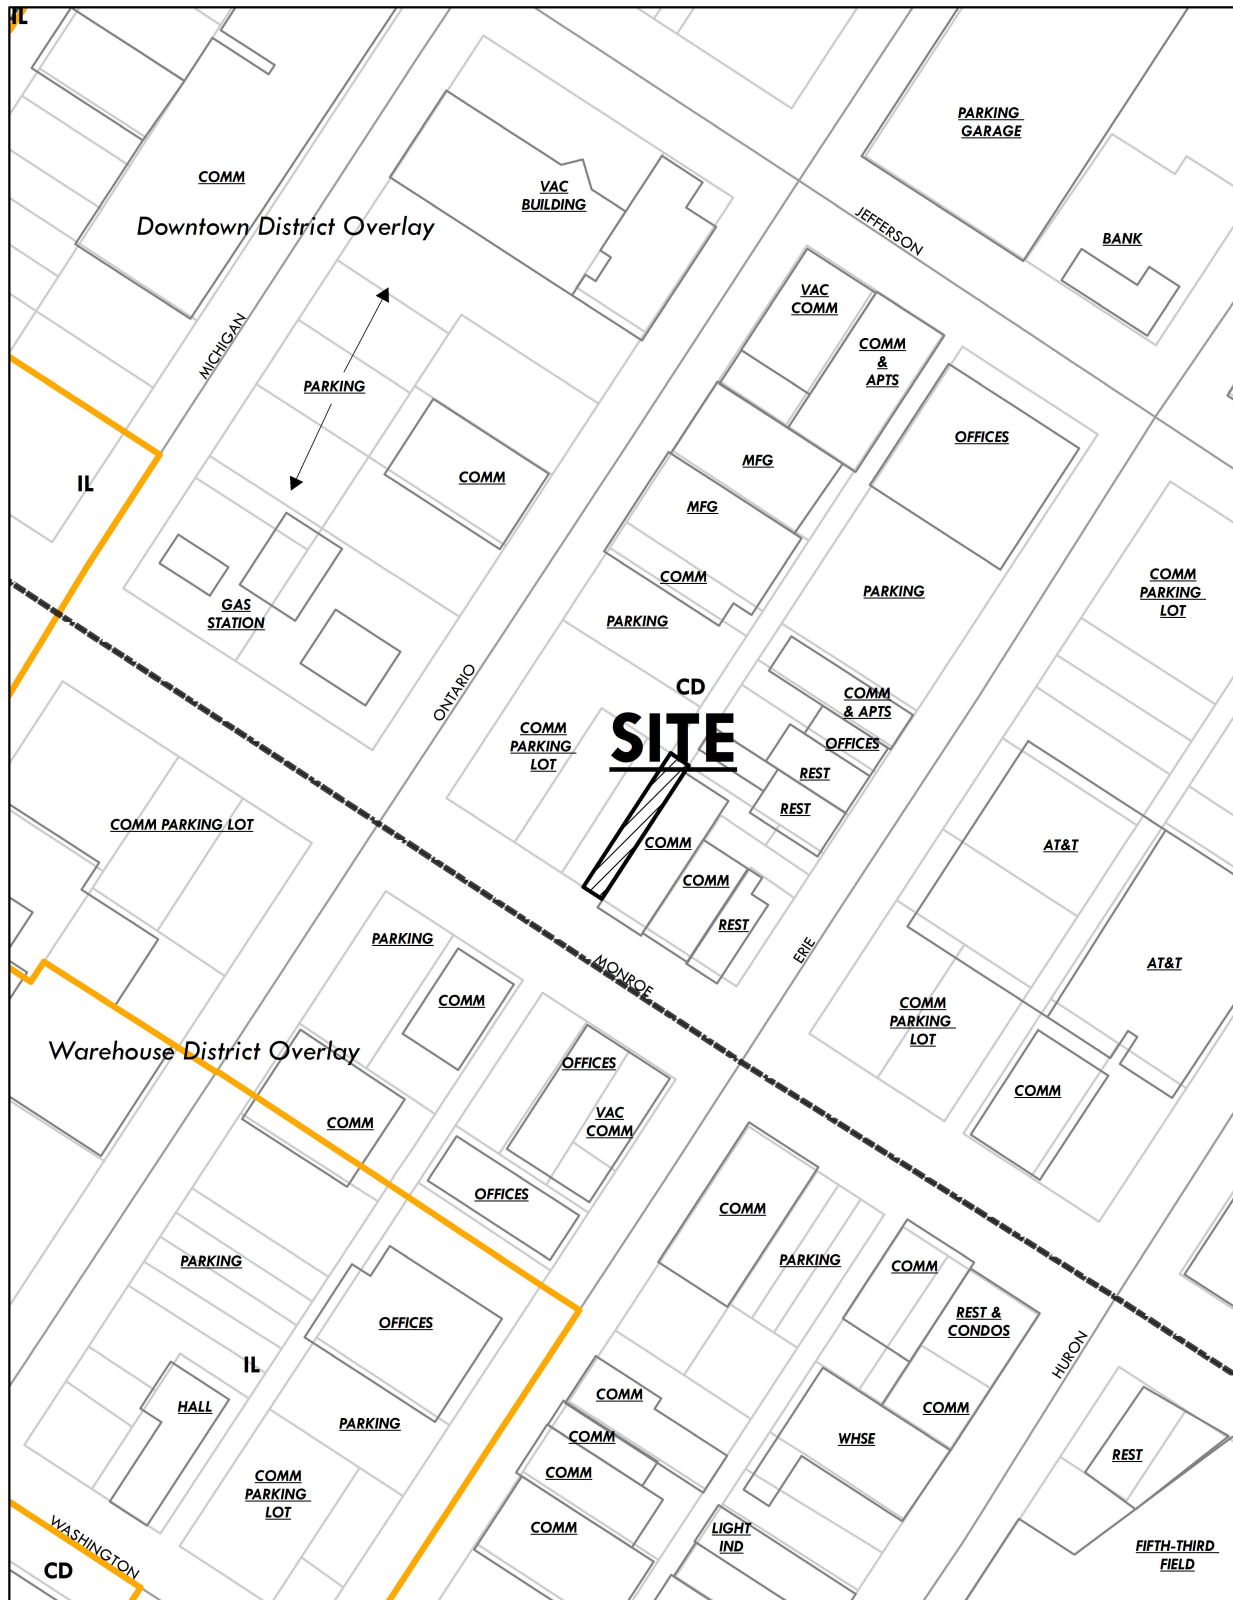 IL
PARKING
GARAGE
COMM
VAC
BUILDING
Downtown District Overlay
JEFFERSON
BANK
VAC
COMM
MICHIGAN
COMM
&
APTS
PARKING
OFFICES
MFG
IL
COMM
MFG
COMM
COMM
PARKING
LOT
PARKING
GAS
STATION
PARKING
CD
ONTARIO
COMM
& APTS
COMM
PARKING
LOT
SITE
OFFICES
REST
REST
COMM PARKING LOT
COMM
AT&T
COMM
REST
PARKING
ERIE
AT&T
MONROE
COMM
COMM
PARKING
LOT
Warehouse District Overlay
OFFICES
COMM
COMM
VAC
COMM
OFFICES
COMM
PARKING
PARKING
COMM
OFFICES
REST &
CONDOS
HURON
IL
COMM
HALL
COMM
PARKING
COMM
WHSE
REST
COMM
COMM
PARKING
LOT
COMM
LIGHT
IND
WASHINGTON
FIFTH-THIRD
FIELD
CD